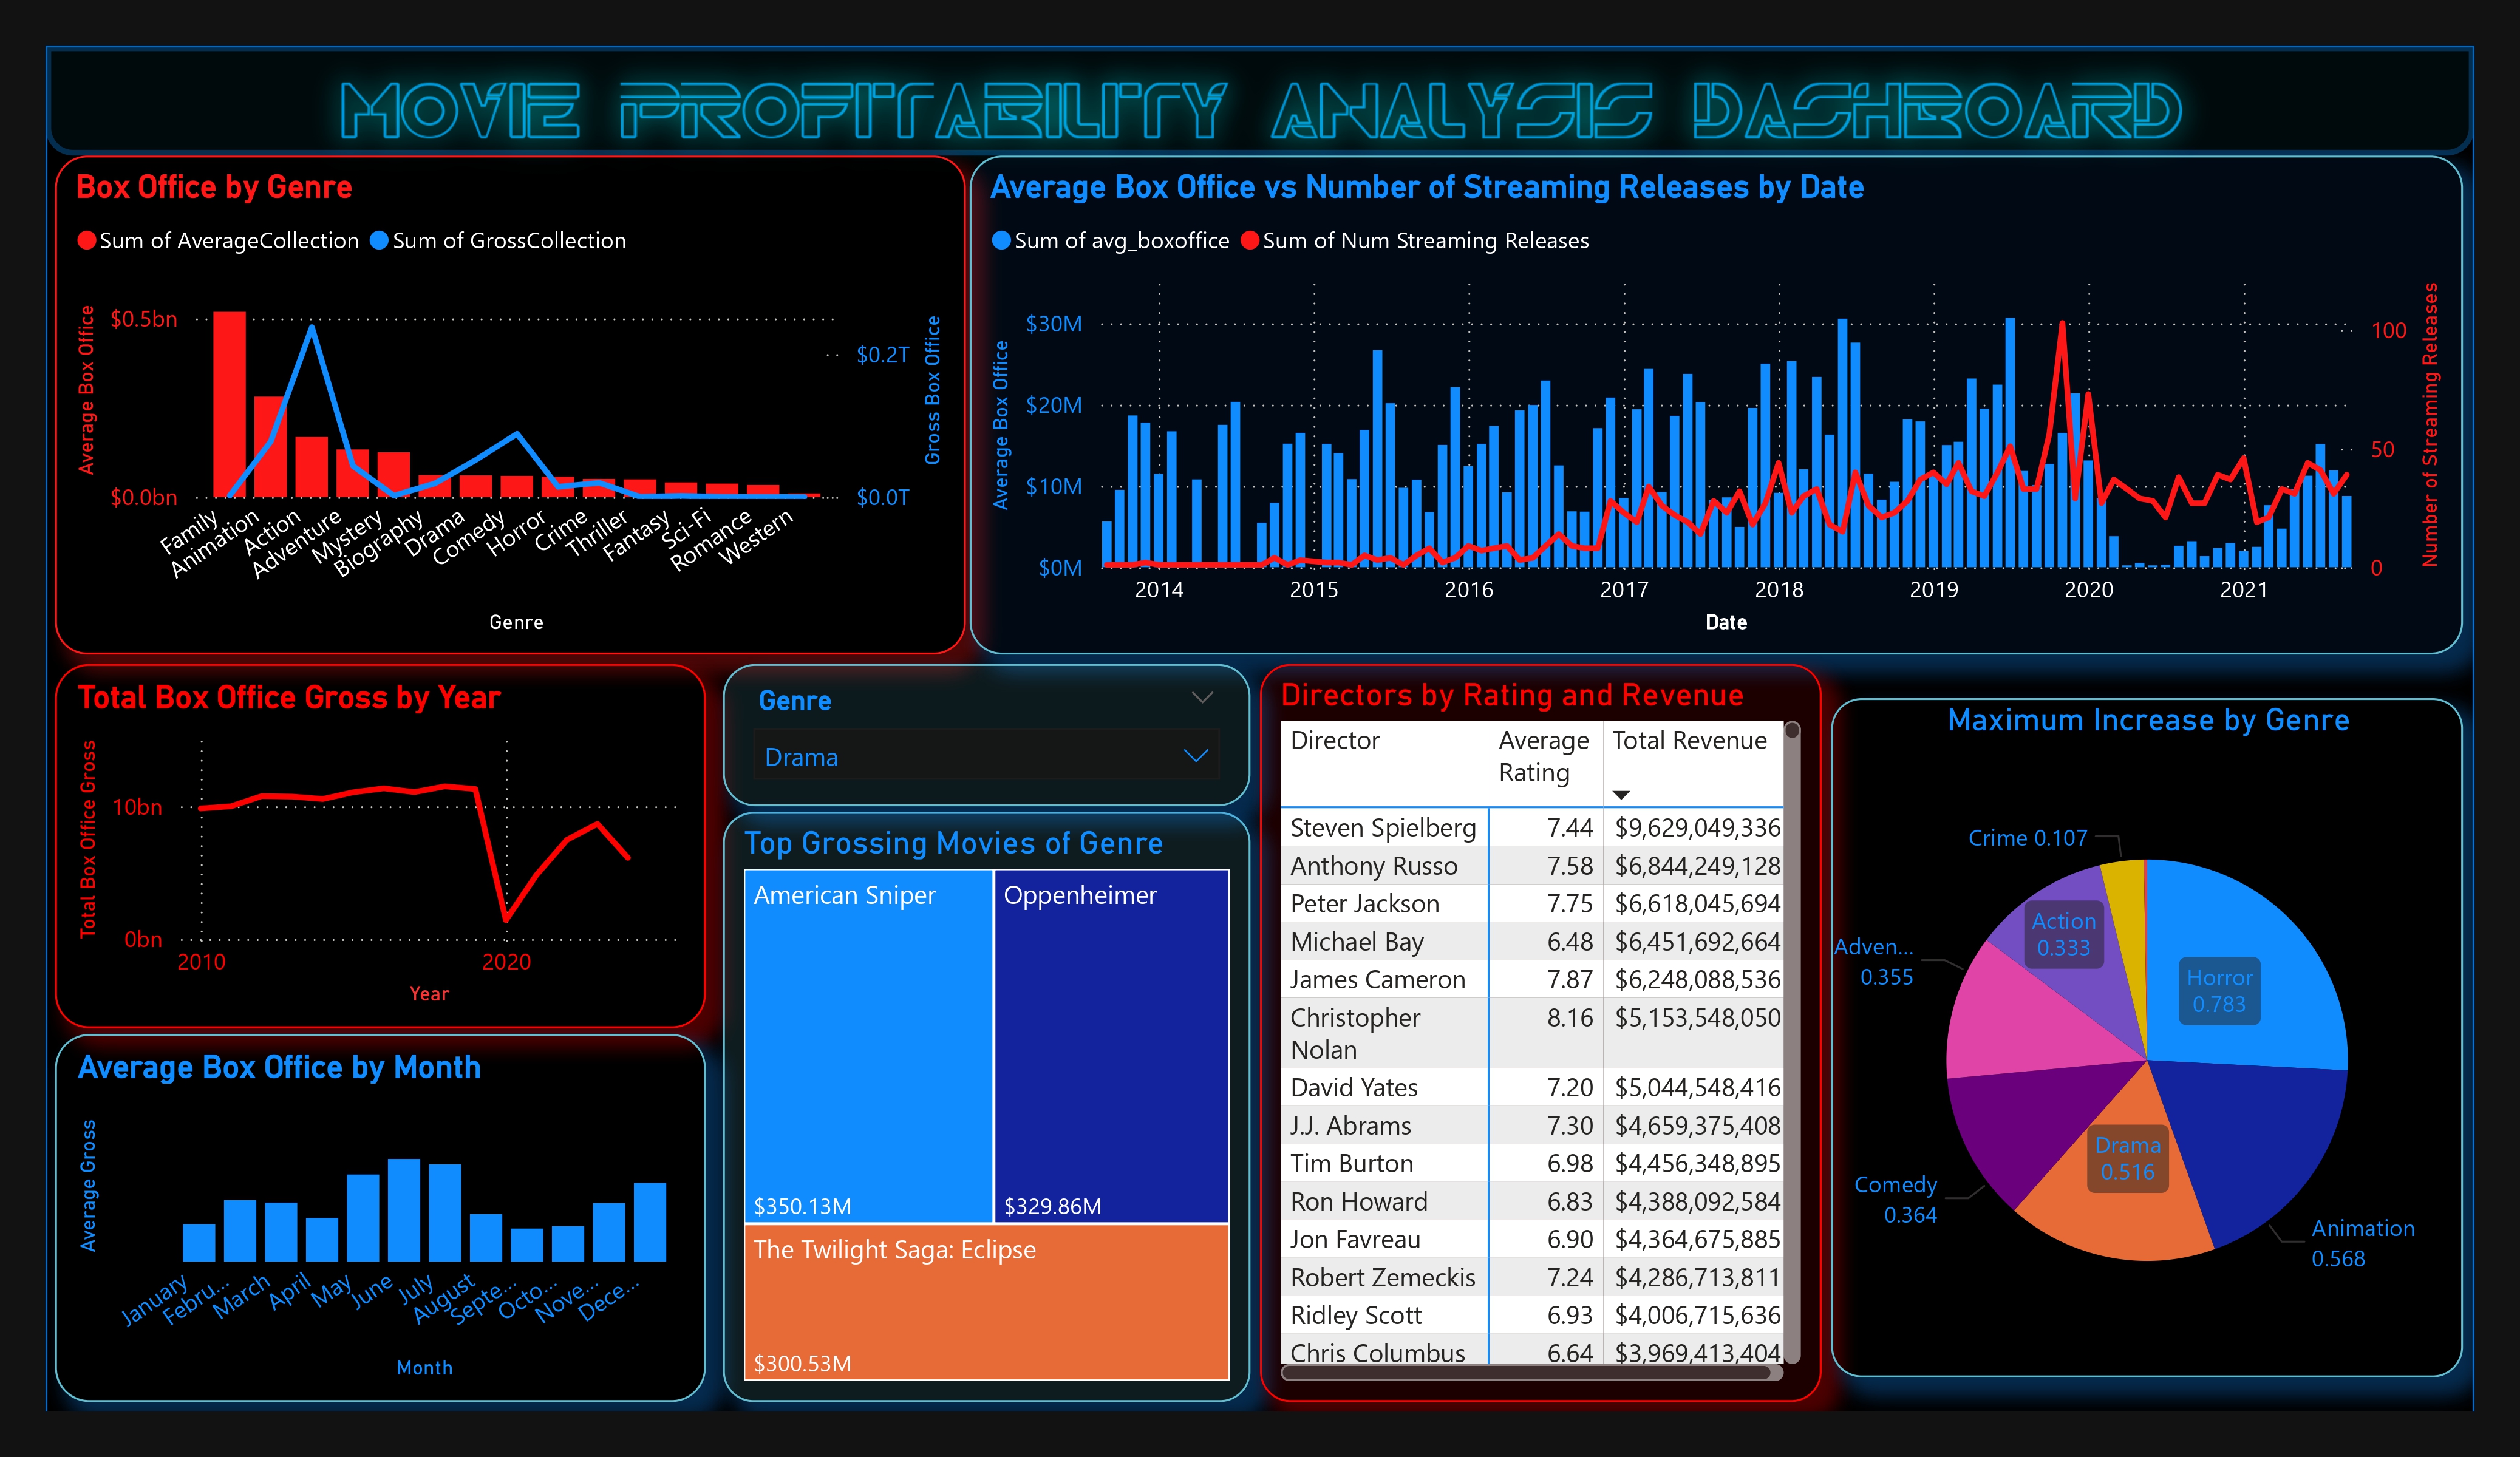 MOVIE PROFITABILITY ANALYSIS DASHBOARD
Box Office by Genre
Sum of AverageCollection Sum of GrossCollection
Average Box Office
$0.5bn
$0.0bn
$0.2T
$0.0T
Gross Box Office
Family
Animation
Action
Adventure
Mystery
Biography
Drama
Comedy
Horror
Crime
Thriller
Fantasy
Sci-Fi
Romance
Western
Genre
Average Box Office vs Number of Streaming Releases by Date
Sum of avg_boxoffice Sum of Num Streaming Releases
Average Box Office
$30M
$20M
$10M
$0M
100
50
0
Number of Streaming Releases
2014 2015 2016 2017 2018 2019 2020 2021
Date
Total Box Office Gross by Year
Total Box Office Gross
10bn
0bn
2010 2020
Year
Average Box Office by Month
Average Gross
January
Febru...
March
April
May
June
July
August
Septe...
Octo...
Nove...
Dece...
Month
Genre
Drama
Top Grossing Movies of Genre
American Sniper
$350.13M
Oppenheimer
$329.86M
The Twilight Saga: Eclipse
$300.53M
Directors by Rating and Revenue
Director Average Rating Total Revenue
Steven Spielberg 7.44 $9,629,049,336
Anthony Russo 7.58 $6,844,249,128
Peter Jackson 7.75 $6,618,045,694
Michael Bay 6.48 $6,451,692,664
James Cameron 7.87 $6,248,088,536
Christopher Nolan 8.16 $5,153,548,050
David Yates 7.20 $5,044,548,416
J.J. Abrams 7.30 $4,659,375,408
Tim Burton 6.98 $4,456,348,895
Ron Howard 6.83 $4,388,092,584
Jon Favreau 6.90 $4,364,675,885
Robert Zemeckis 7.24 $4,286,713,811
Ridley Scott 6.93 $4,006,715,636
Chris Columbus 6.64 $3,969,413,404
Maximum Increase by Genre
Crime 0.107
Action
0.333
Adven...
0.355
Horror
0.783
Drama
0.516
Comedy
0.364
Animation
0.568